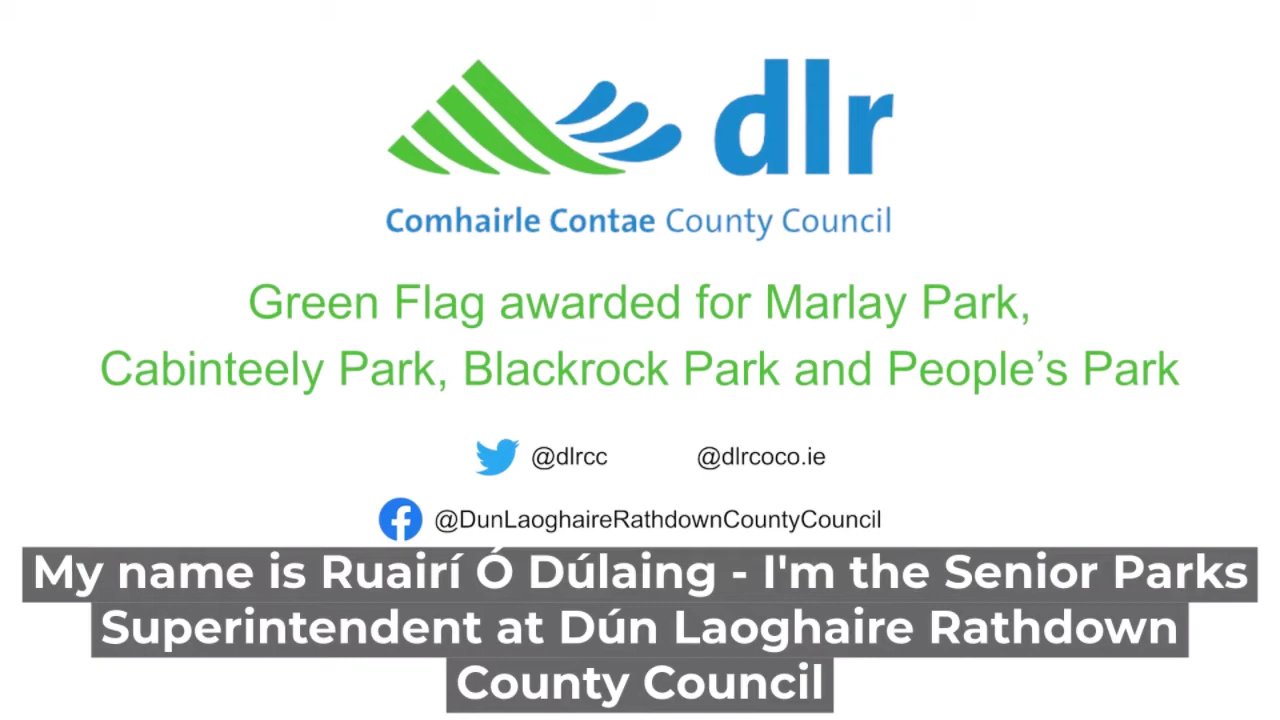 dlr
Comhairle Contae County Council
Green Flag awarded for Marlay Park,
Cabinteely Park, Blackrock Park and People’s Park
@dlrcc @dlrcoco.ie
@DunLaoghaireRathdownCountyCouncil
My name is Ruairí Ó Dúlaing - I'm the Senior Parks
Superintendent at Dún Laoghaire Rathdown
County Council